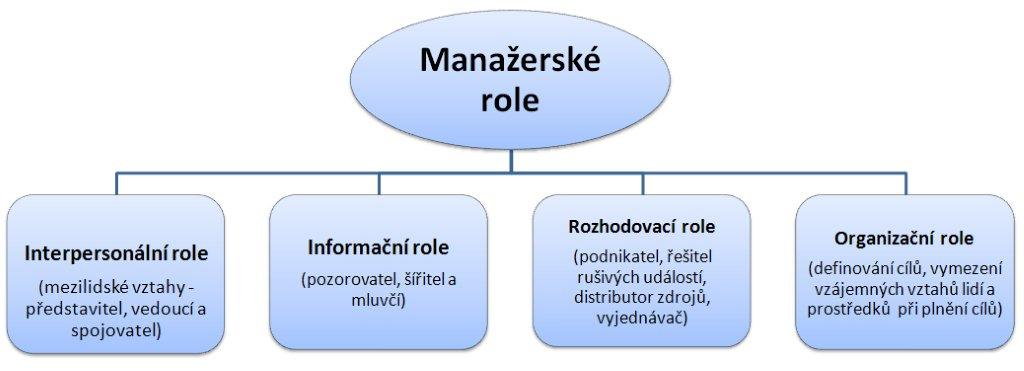 Manažerské
role
Interpersonální role
(mezilidské vztahy -
představitel, vedoucí a
spojovatel)
Informační role
(pozorovatel, šířitel a
mluvčí)
Rozhodovací role
(podnikatel, řešitel
rušivých událostí,
distributor zdrojů,
vyjednávač)
Organizační role
(definování cílů, vymezení
vzájemných vztahů lidí a
prostředků při plnění cílů)